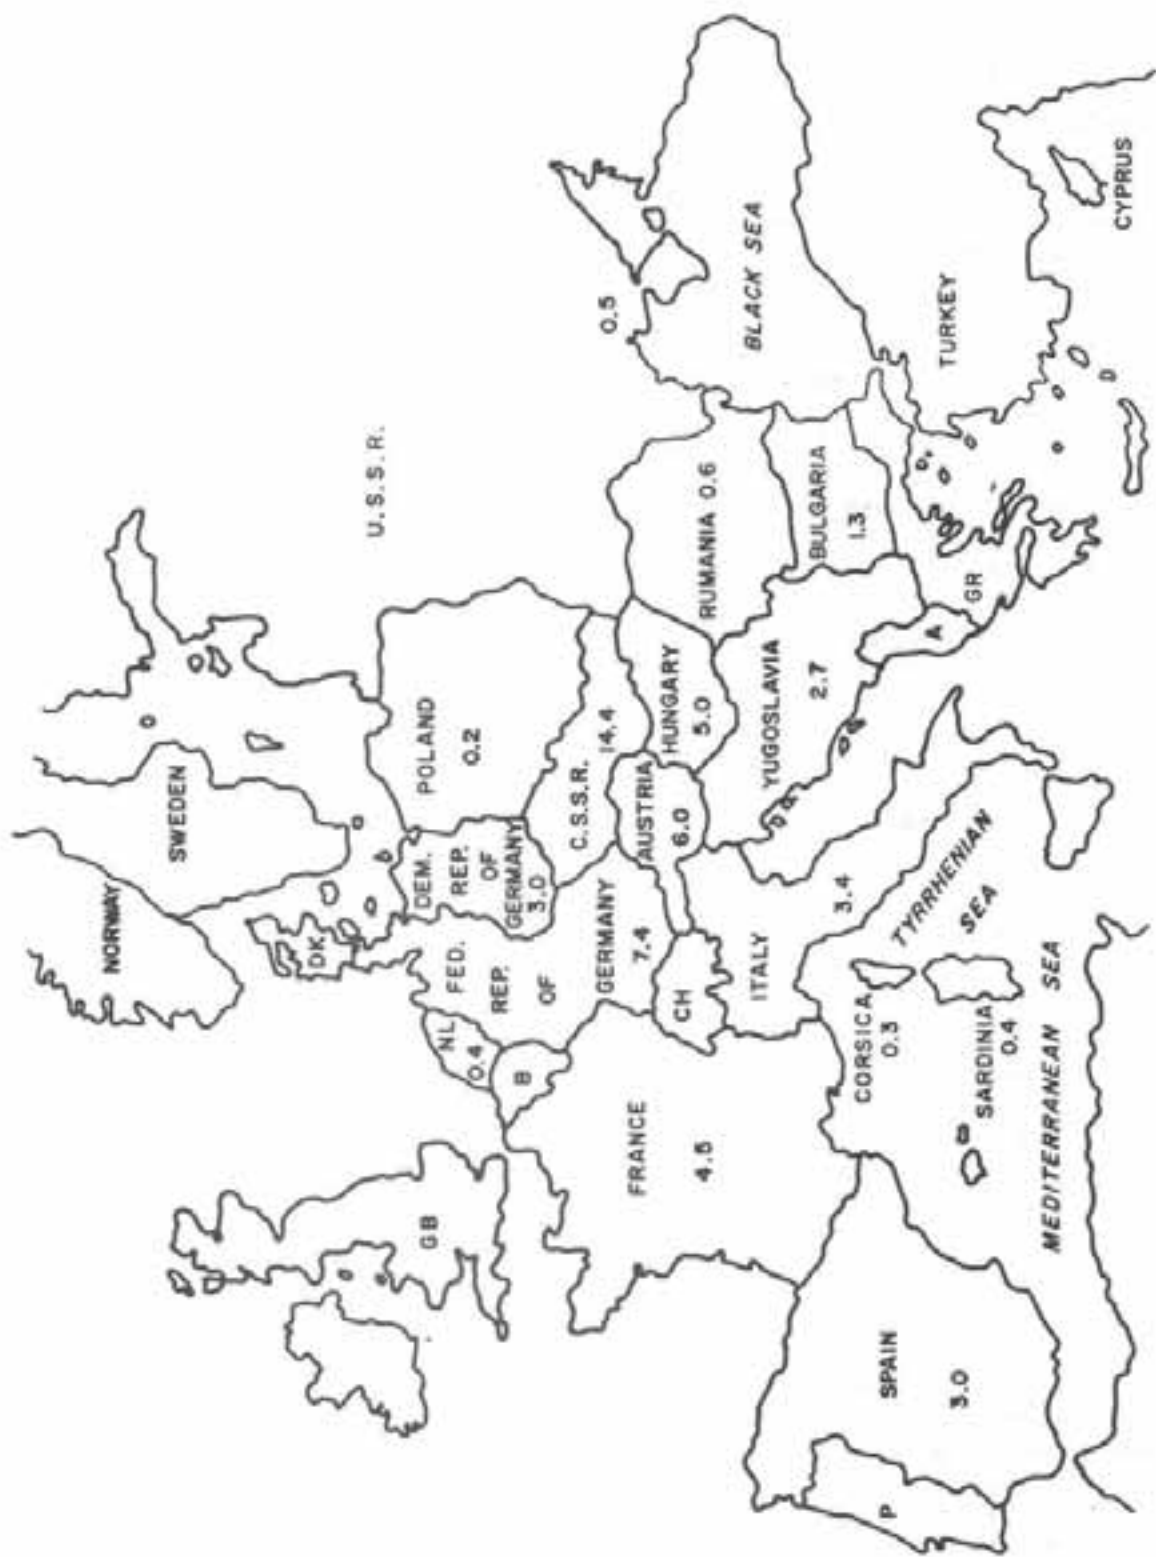 NORWAY
SWEDEN
U.S.S.R.
DK
GB
NL
0.4
B
FED.
REP.
OF
GERMANY
7.4
DEM.
REP.
OF
GERMANY
3.0
POLAND
0.2
C.S.S.R. 14.4
FRANCE
4.5
CH
AUSTRIA
6.0
HUNGARY
5.0
RUMANIA 0.6
0.5
BLACK SEA
ITALY
3.4
YUGOSLAVIA
2.7
BULGARIA
1.3
A
GR
TURKEY
CYPRUS
P
SPAIN
3.0
CORSICA
0.3
SARDINIA
0.4
TYRRHENIAN
SEA
MEDITERRANEAN SEA